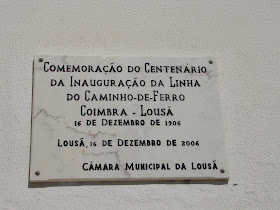 Comemoração do Centenário
da Inauguração da Linha
do Caminho-de-Ferro
Coimbra - Lousã
16 de Dezembro de 1906
Lousã, 16 de Dezembro de 2006
Câmara Municipal da Lousã